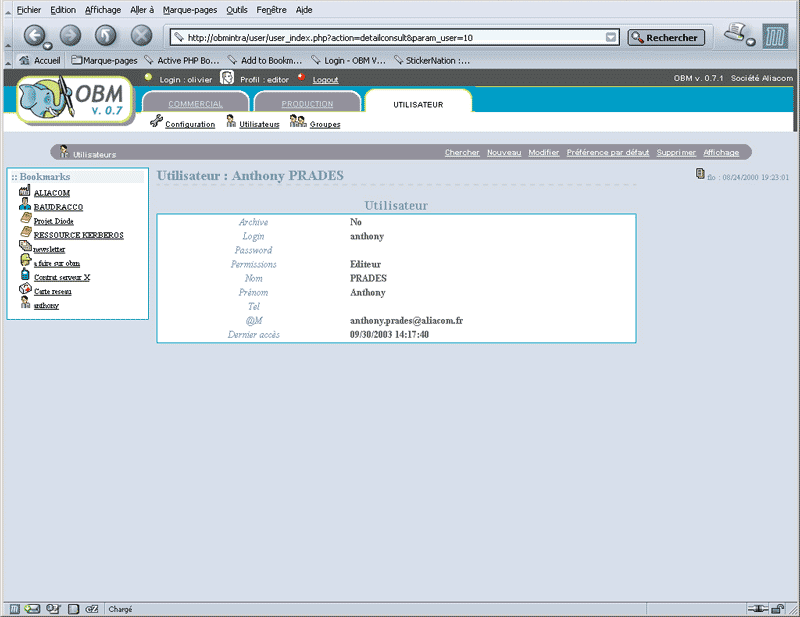 Fichier Edition Affichage Aller à Marque-pages Outils Fenêtre Aide
http://obmintra/user/user_index.php?action=detailconsult&param_user=10 Rechercher
Accueil Marque-pages Active PHP Bo... Add to Bookm... Login - OBM V... StickerNation :...
Login : olivier Profil : editor Logout OBM v. 0.7.1 Société Aliacom
OBM
v. 0.7
COMMERCIAL PRODUCTION UTILISATEUR
Configuration Utilisateurs Groupes
Utilisateurs Chercher Nouveau Modifier Préférence par défaut Supprimer Affichage
:: Bookmarks
ALIACOM
BAUDRACCO
Projet Diode
RESSOURCE KERBEROS
newsletter
a faire sur obm
Contrat serveur X
Carte reseau
anthony
Utilisateur : Anthony PRADES
flo : 08/24/2000 19:23:01
Utilisateur
Archive No
Login anthony
Password
Permissions Editeur
Nom PRADES
Prénom Anthony
Tel
@M anthony.prades@aliacom.fr
Dernier accès 09/30/2003 14:17:40
Chargé